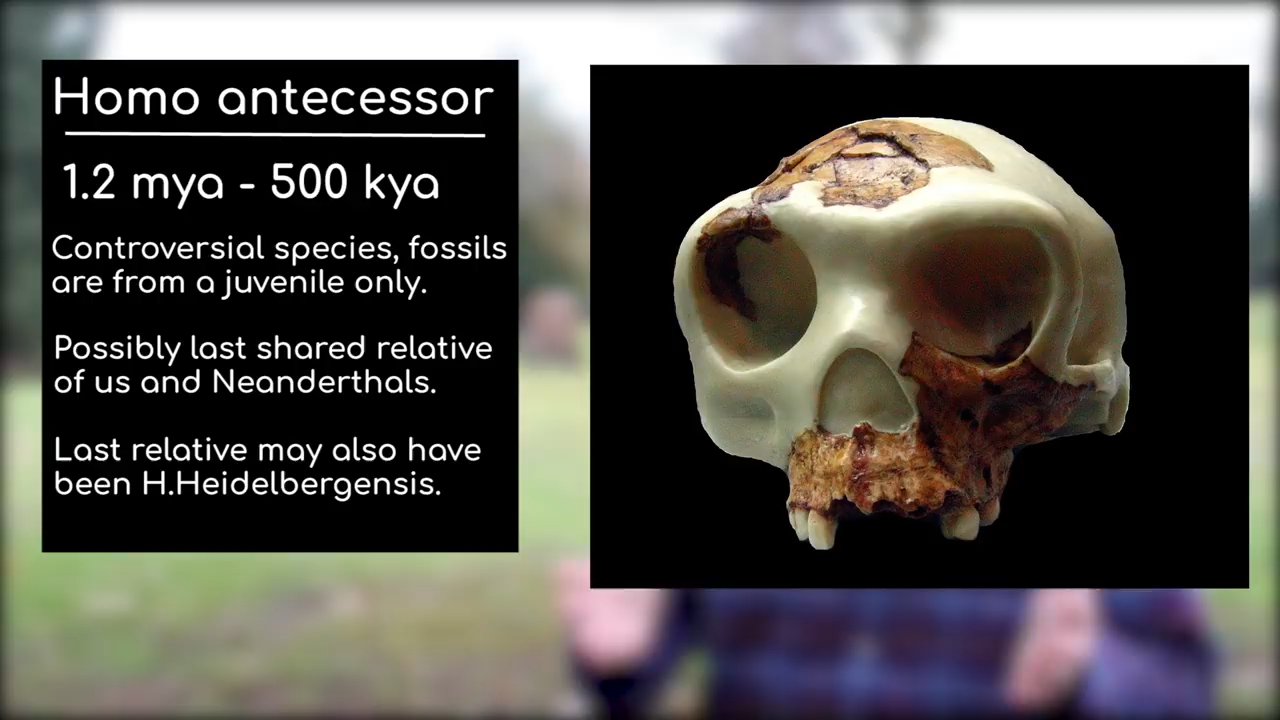 Homo antecessor
1.2 mya - 500 kya
Controversial species, fossils
are from a juvenile only.
Possibly last shared relative
of us and Neanderthals.
Last relative may also have
been H.Heidelbergensis.